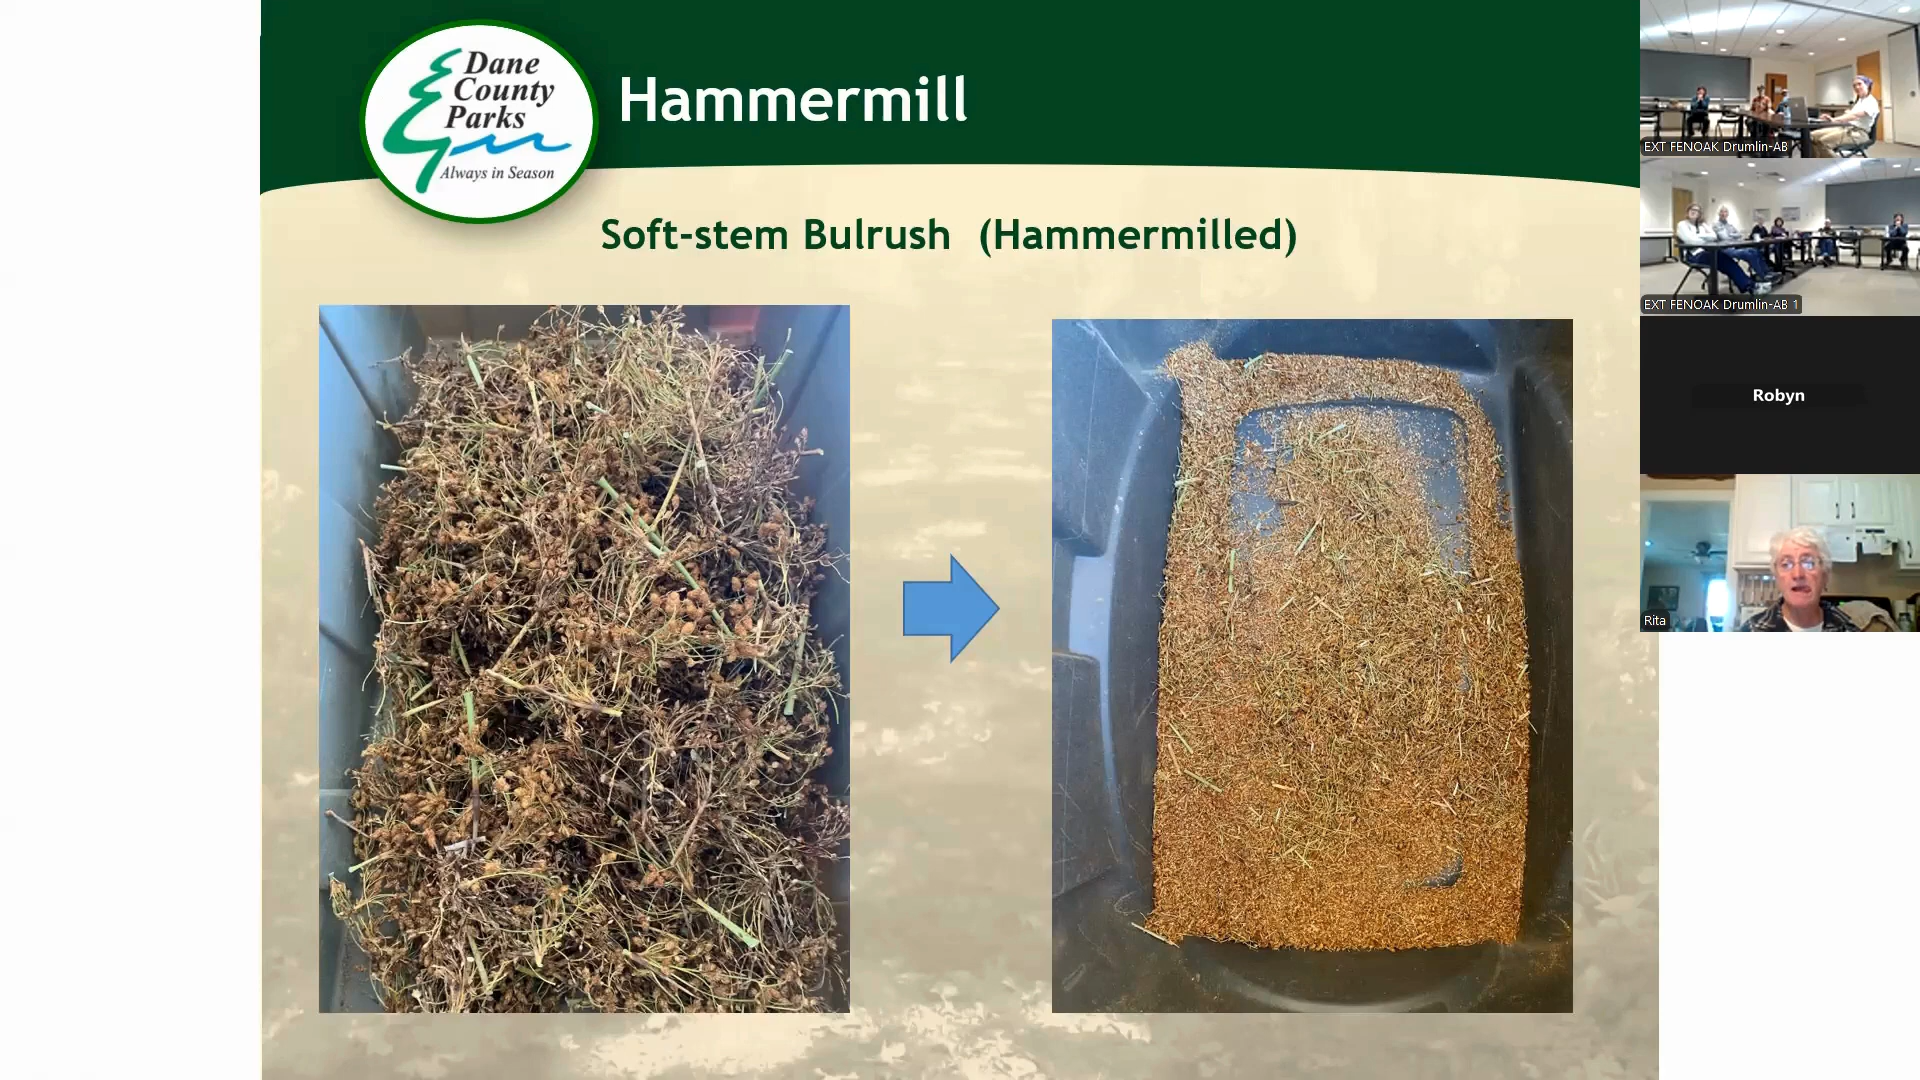 Dane
County
Parks
Always in Season
Hammermill
Soft-stem Bulrush (Hammermilled)
EXT FENOAK Drumlin-AB
EXT FENOAK Drumlin-AB 1
Robyn
Rita